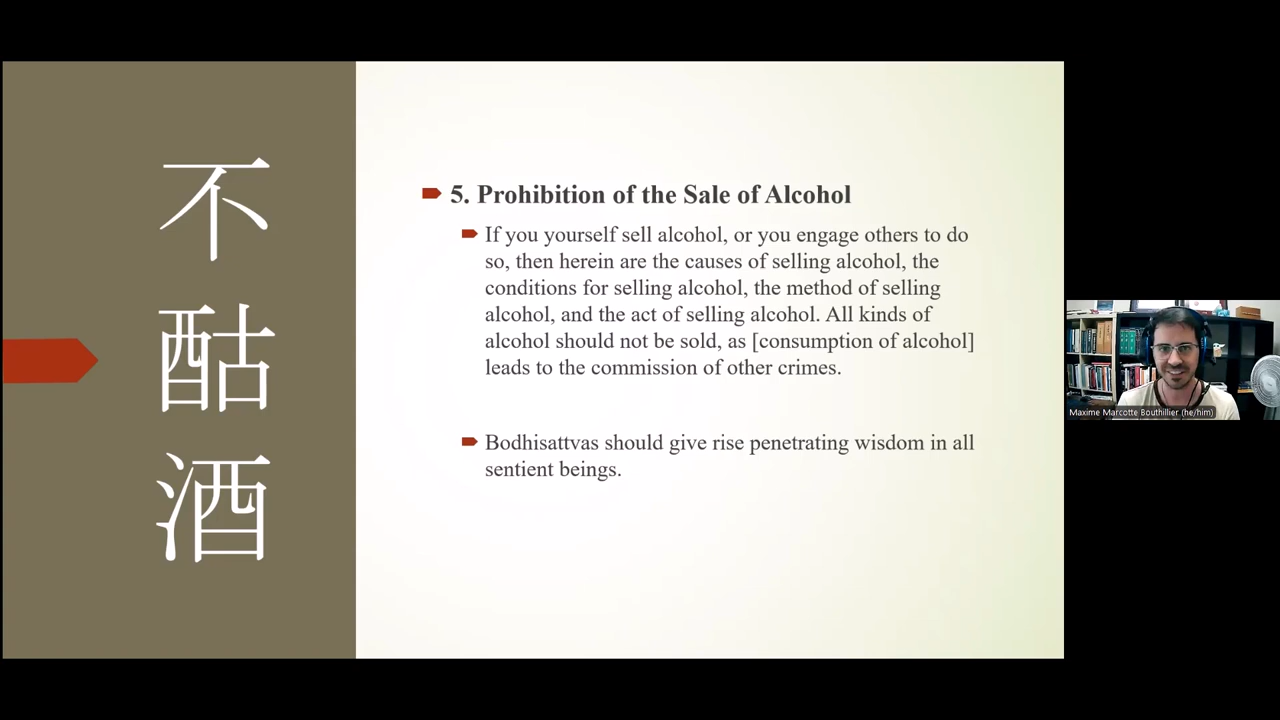 不
酤
酒
5. Prohibition of the Sale of Alcohol
If you yourself sell alcohol, or you engage others to do
so, then herein are the causes of selling alcohol, the
conditions for selling alcohol, the method of selling
alcohol, and the act of selling alcohol. All kinds of
alcohol should not be sold, as [consumption of alcohol]
leads to the commission of other crimes.
Bodhisattvas should give rise penetrating wisdom in all
sentient beings.
Maxime Marcotte Bouthillier (he/him)